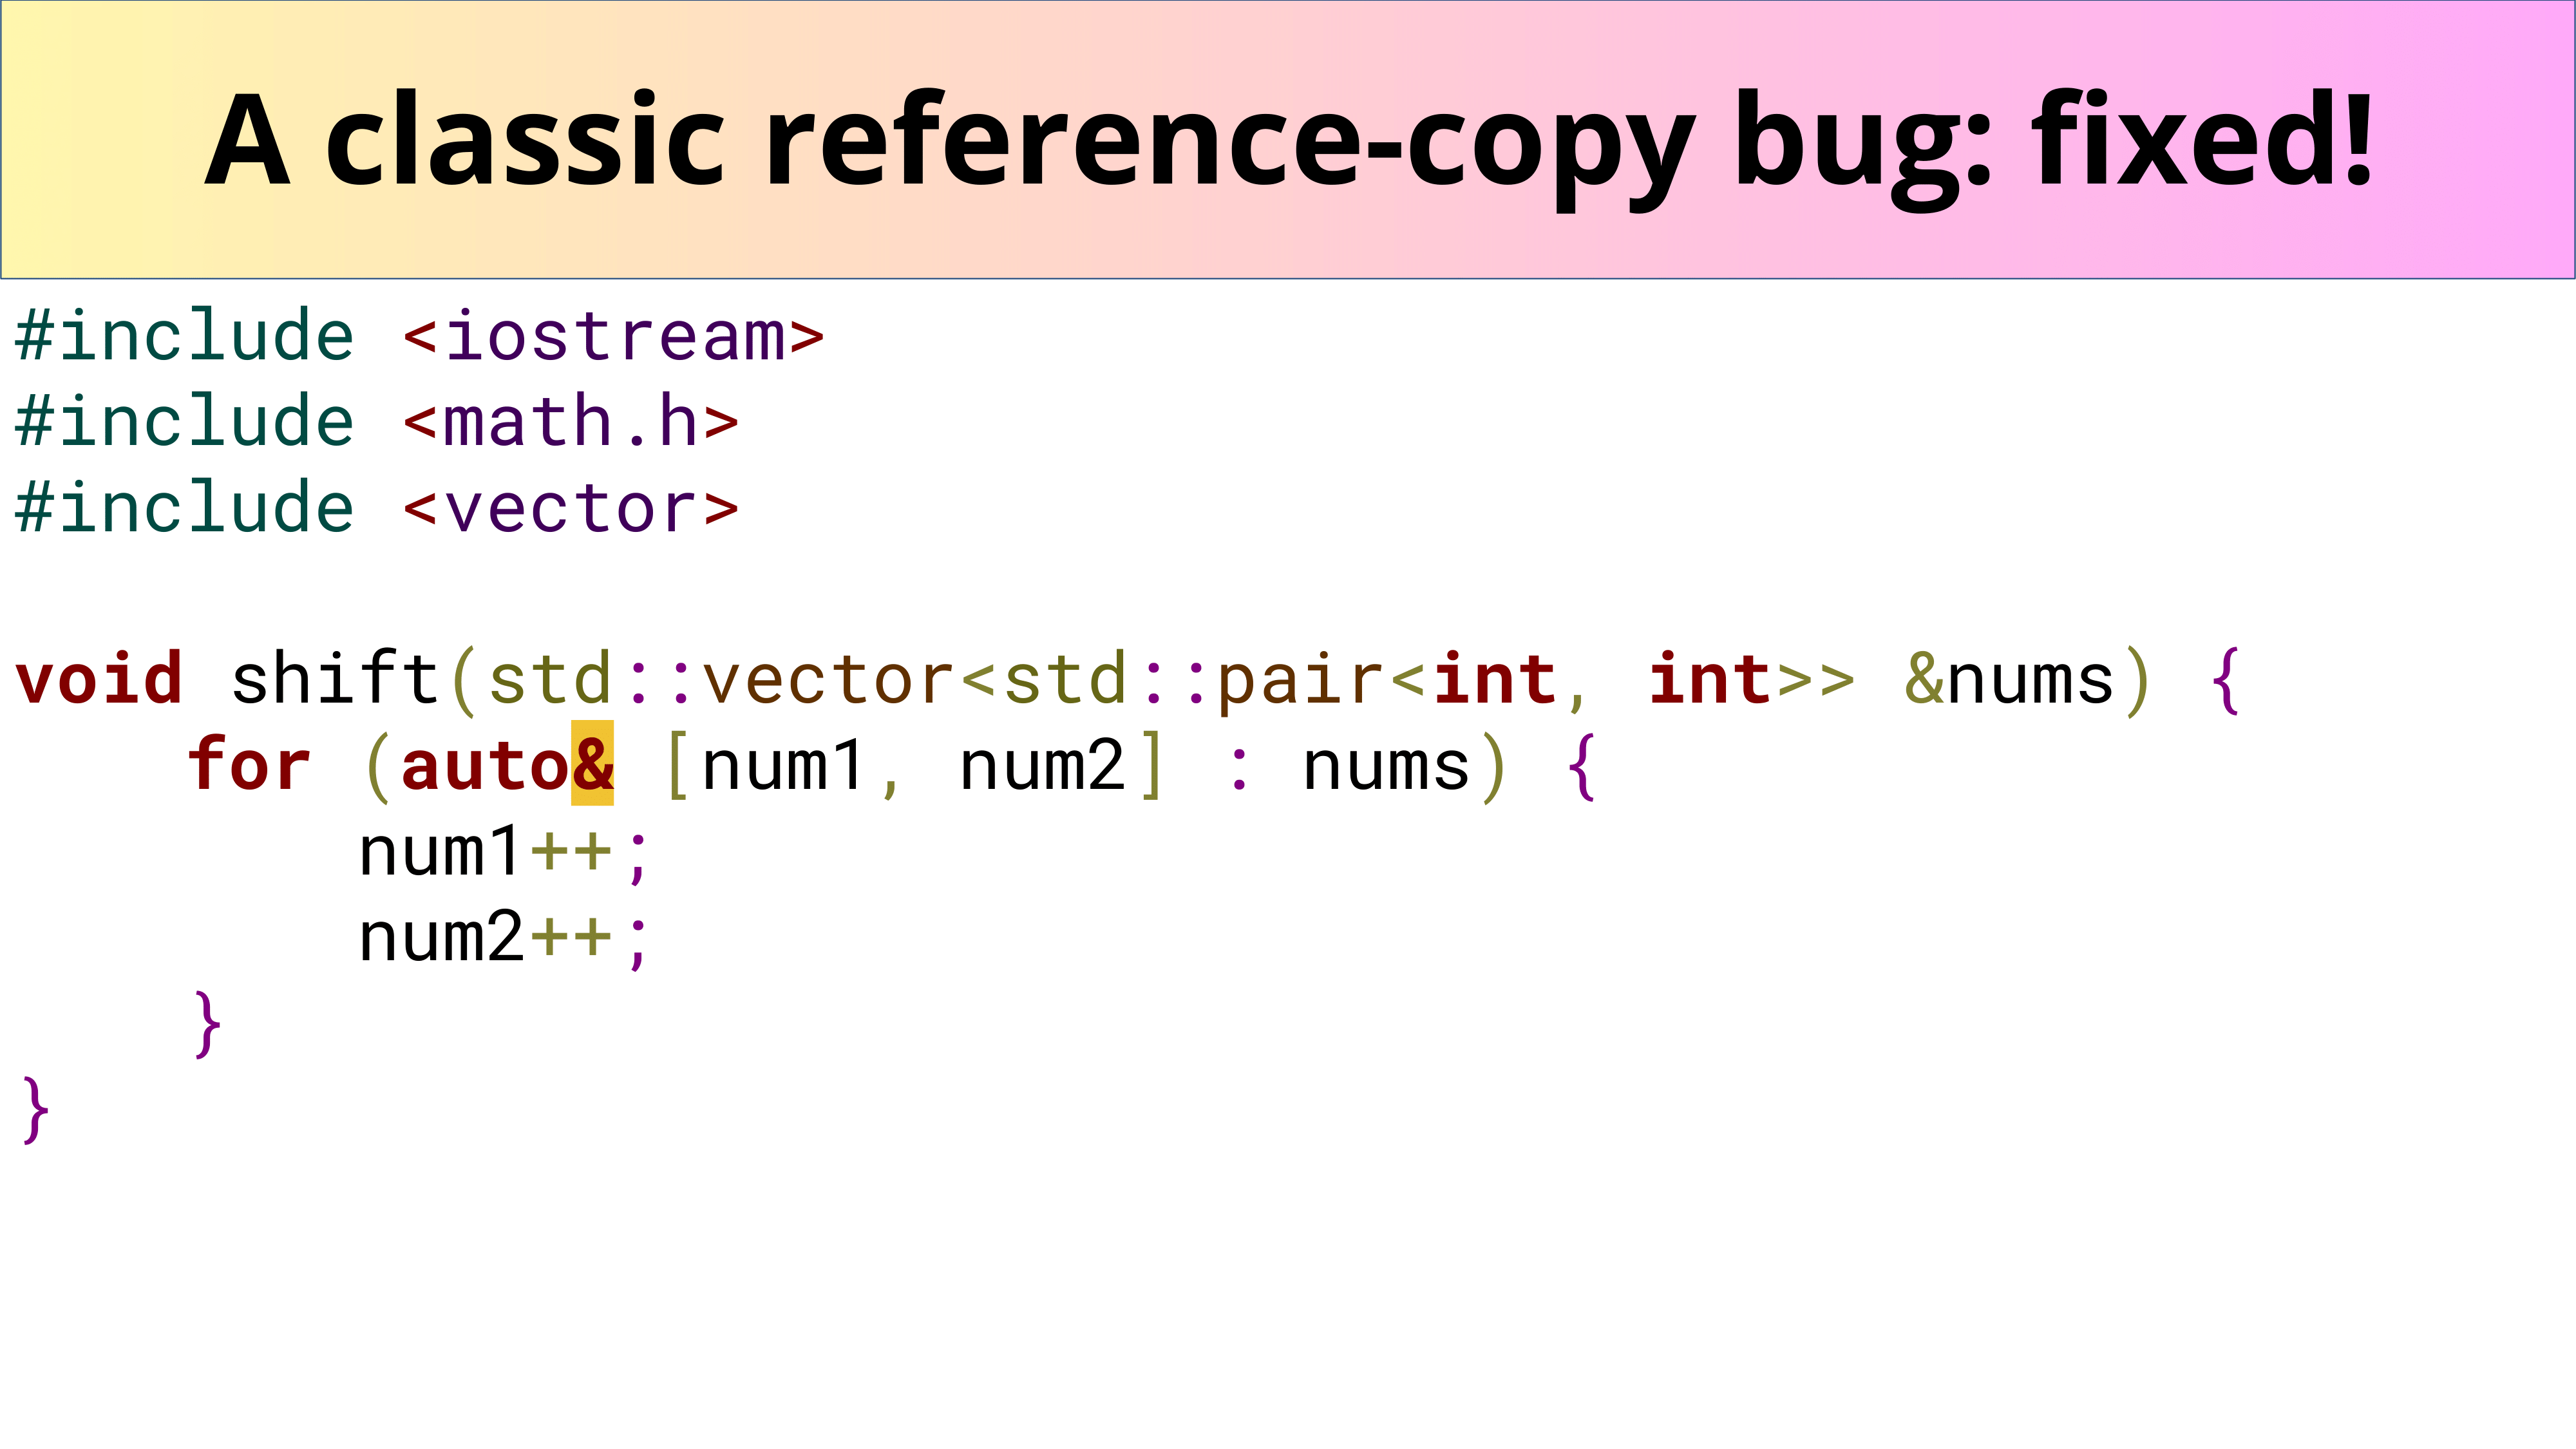 A classic reference-copy bug: fixed!
#include <iostream>
#include <math.h>
#include <vector>
void shift(std::vector<std::pair<int, int>> &nums) {
    for (auto& [num1, num2] : nums) {
        num1++;
        num2++;
    }
}